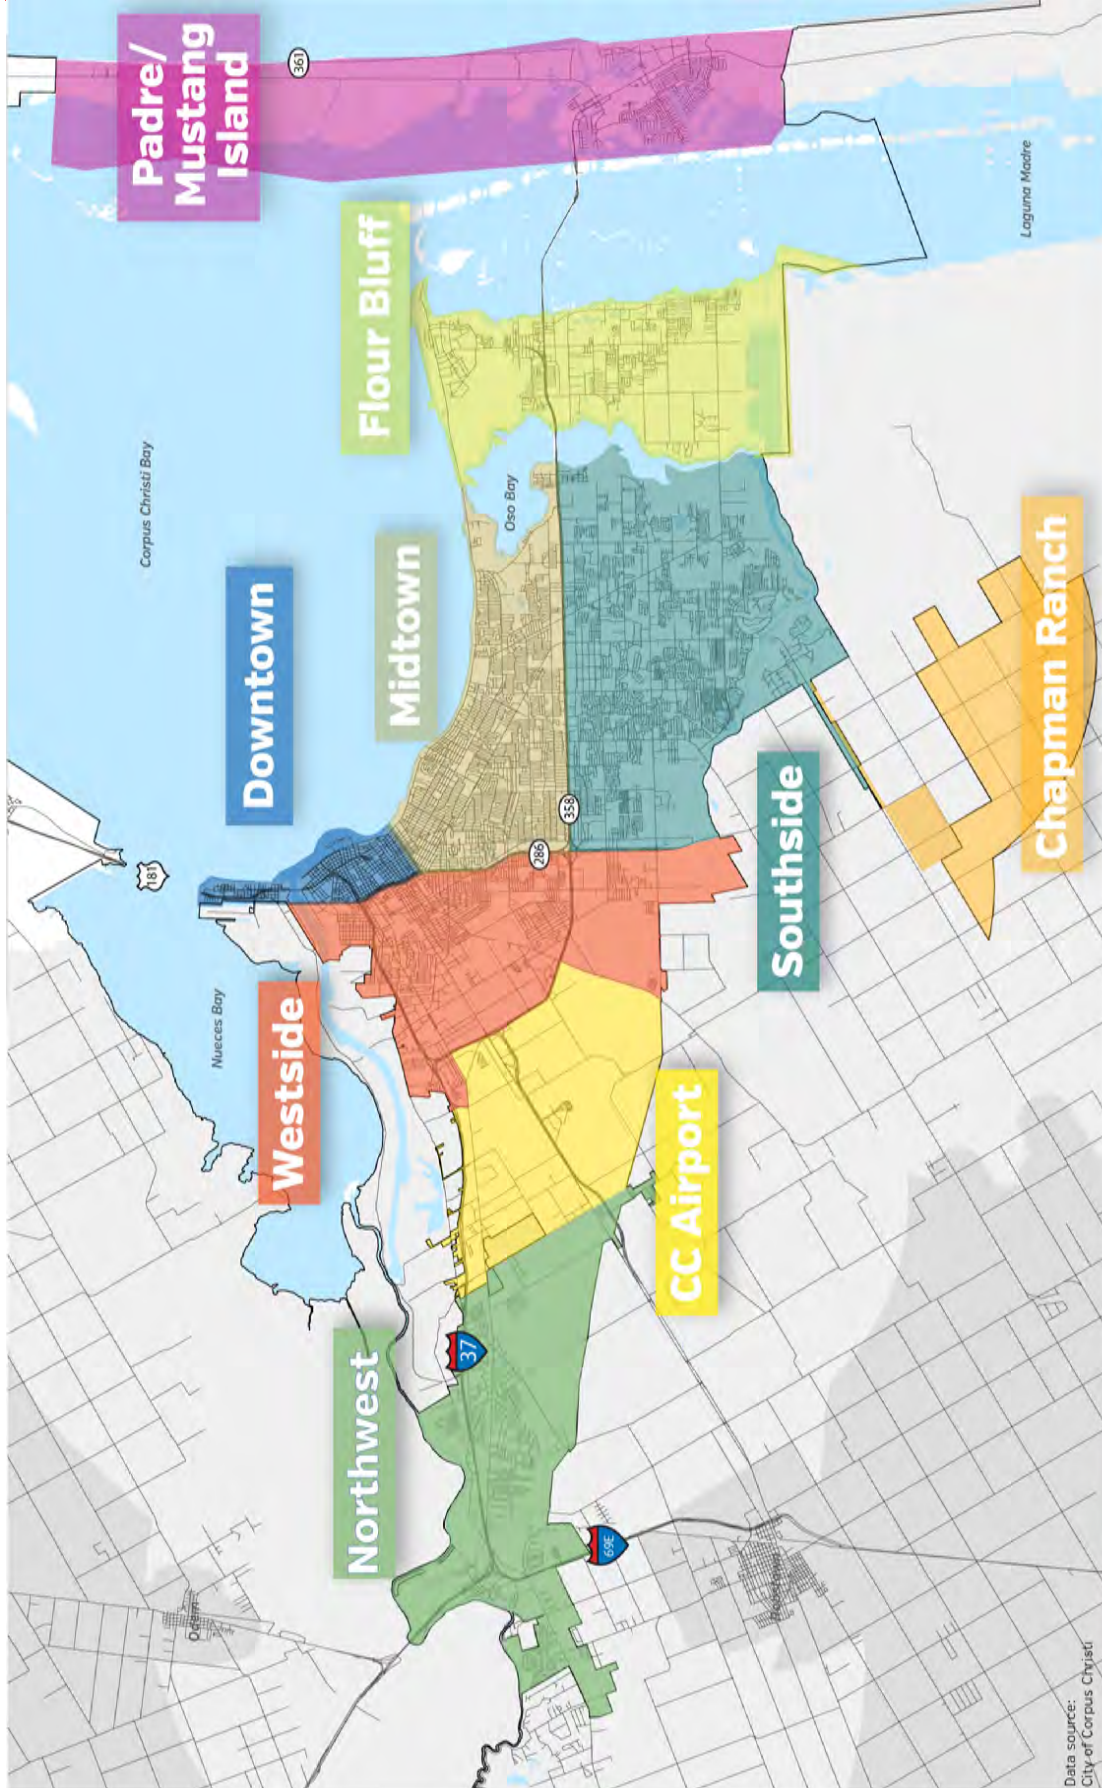 Padre/
Mustang
Island
361
Flour Bluff
Laguna Madre
Corpus Christi Bay
Oso Bay
Midtown
Downtown
181
358
286
Chapman Ranch
Southside
Nueces Bay
Westside
CC Airport
37
Northwest
69E
Odem
Robstown
Data source:
City of Corpus Christi